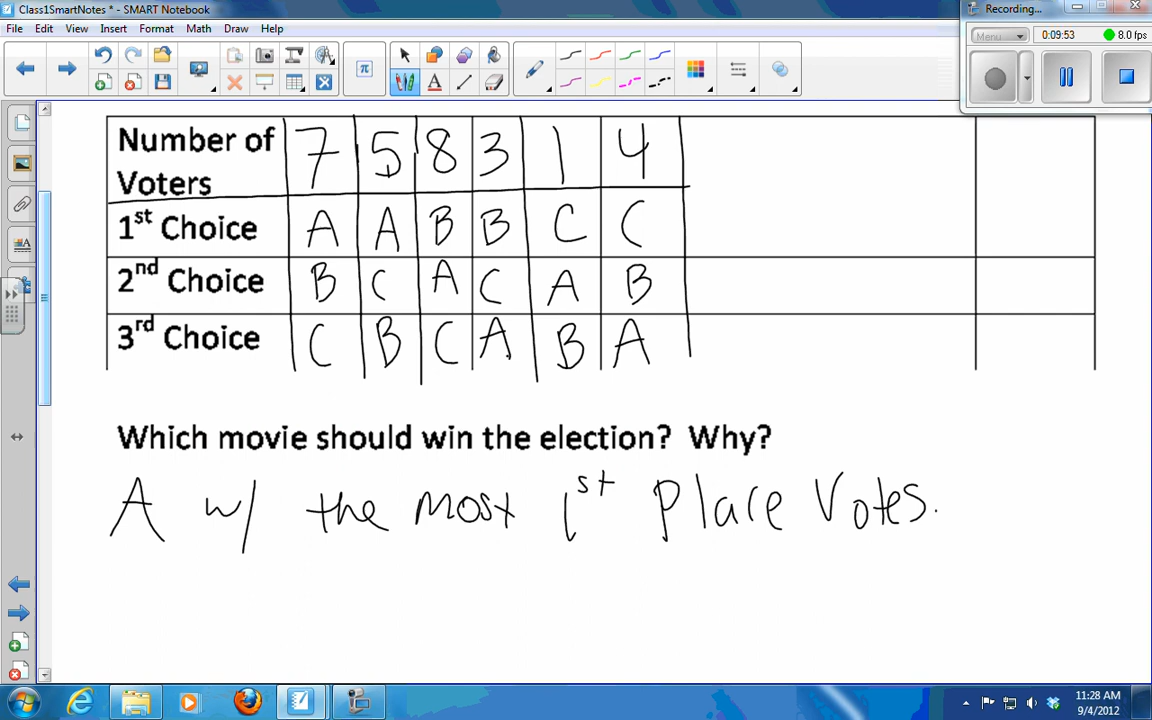 Class1SmartNotes * - SMART Notebook
Recording...
File Edit View Insert Format Math Draw Help
Menu 0:09:53 8.0 fps
Number of Voters 7 5 8 3 1 4
1st Choice A A B B C C
2nd Choice B C A C A B
3rd Choice C B C A B A
Which movie should win the election? Why?
A w/ the most 1st Place Votes.
11:28 AM
9/4/2012